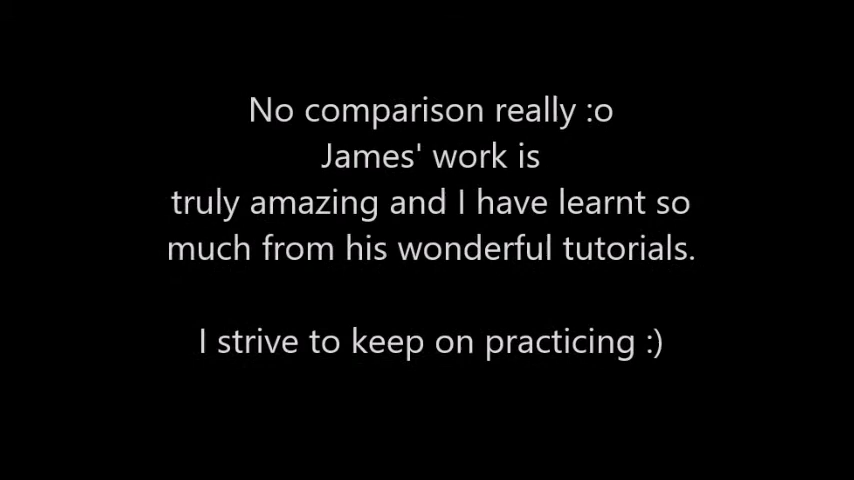 No comparison really :o
James' work is
truly amazing and I have learnt so
much from his wonderful tutorials.
I strive to keep on practicing :)